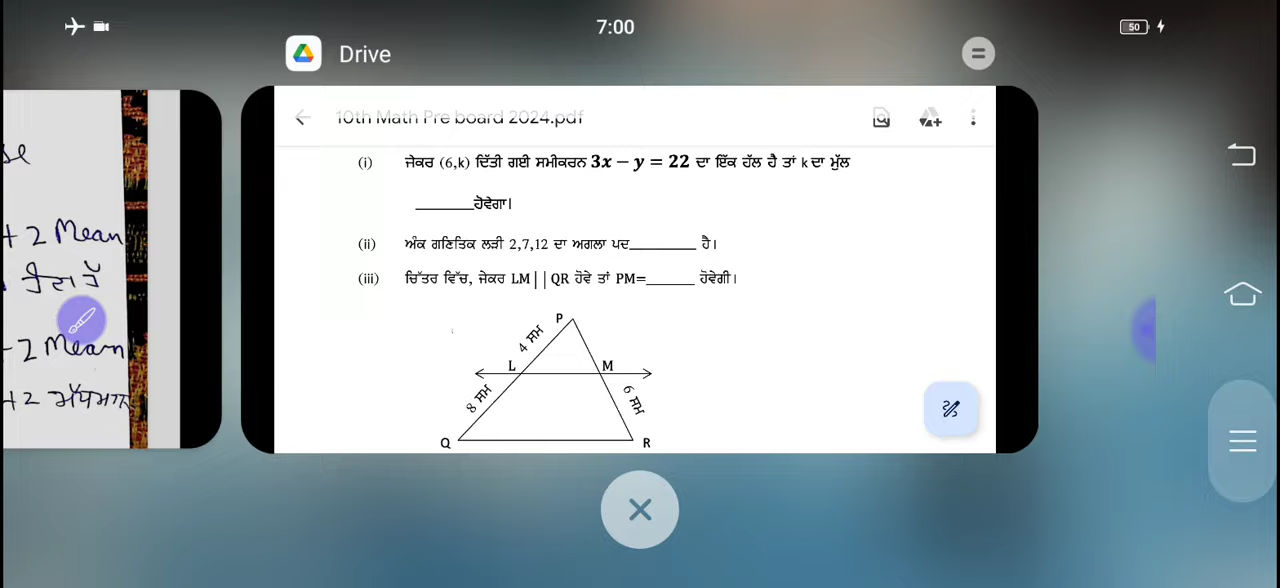 7:00
50
Drive
10th Math Pre board 2024.pdf
(i) ਜੇਕਰ (6,k) ਦਿੱਤੀ ਗਈ ਸਮੀਕਰਨ 3x − y = 22 ਦਾ ਇੱਕ ਹੱਲ ਹੈ ਤਾਂ k ਦਾ ਮੁੱਲ
______ਹੋਵੇਗਾ।
(ii) ਅੰਕ ਗਣਿਤਿਕ ਲੜੀ 2,7,12 ਦਾ ਅਗਲਾ ਪਦ________ ਹੈ।
(iii) ਚਿੱਤਰ ਵਿੱਚ, ਜੇਕਰ LM||QR ਹੋਵੇ ਤਾਂ PM=______ ਹੋਵੇਗੀ।
P
4 ਸਮ
L M
8 ਸਮ 6 ਸਮ
Q R
+ 2 Mean
- 2 Mean